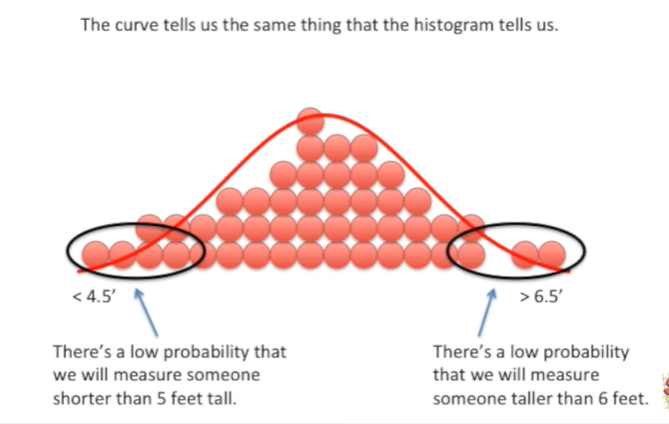 The curve tells us the same thing that the histogram tells us.
< 4.5′
> 6.5′
There’s a low probability that
we will measure someone
shorter than 5 feet tall.
There’s a low probability
that we will measure
someone taller than 6 feet.